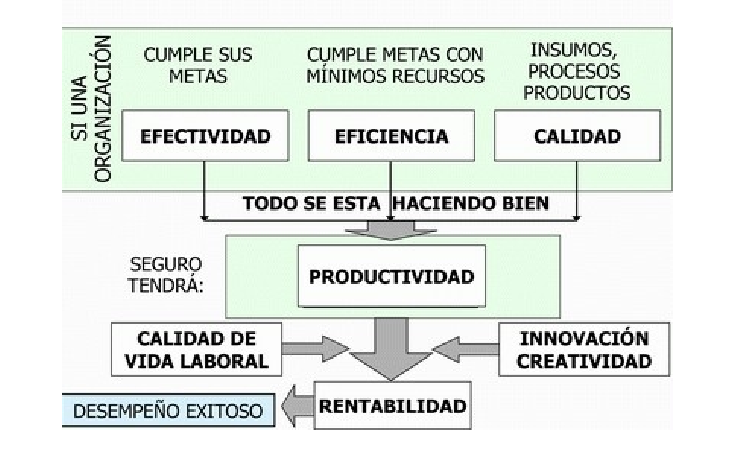 SI UNA
ORGANIZACIÓN
CUMPLE SUS
METAS
CUMPLE METAS CON
MÍNIMOS RECURSOS
INSUMOS,
PROCESOS
PRODUCTOS
EFECTIVIDAD
EFICIENCIA
CALIDAD
TODO SE ESTA HACIENDO BIEN
SEGURO
TENDRÁ:
PRODUCTIVIDAD
CALIDAD DE
VIDA LABORAL
INNOVACIÓN
CREATIVIDAD
DESEMPEÑO EXITOSO
RENTABILIDAD